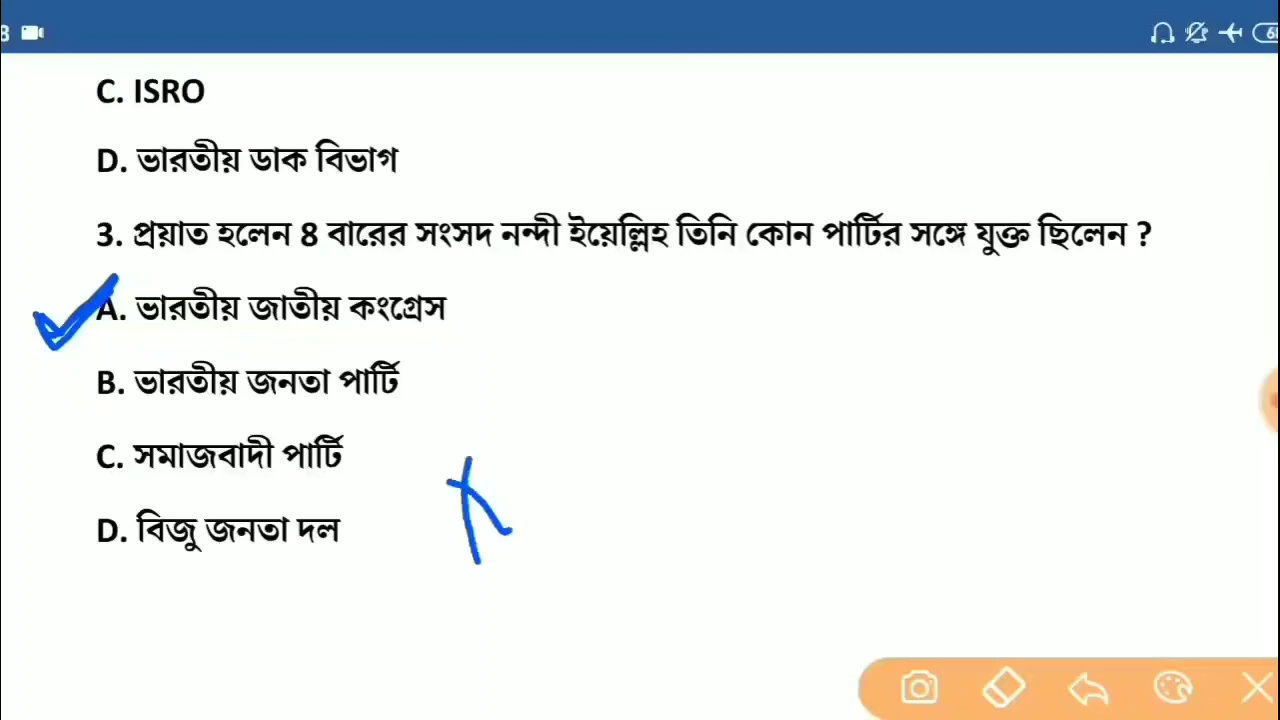 C. ISRO
D. ভারতীয় ডাক বিভাগ
3. প্রয়াত হলেন 8 বারের সংসদ নন্দী ইয়েল্লিহ তিনি কোন পার্টির সঙ্গে যুক্ত ছিলেন ?
A. ভারতীয় জাতীয় কংগ্রেস
B. ভারতীয় জনতা পার্টি
C. সমাজবাদী পার্টি
D. বিজু জনতা দল